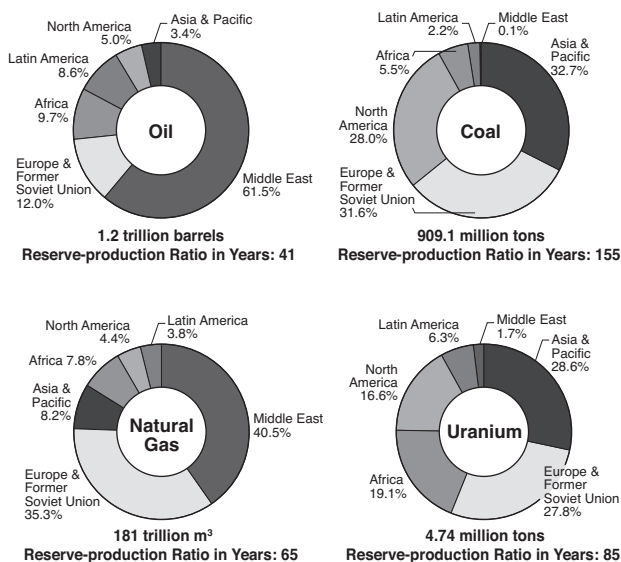 North America
5.0%
Asia & Pacific
3.4%
Latin America
8.6%
Africa
9.7%
Europe &
Former
Soviet Union
12.0%
Oil
Middle East
61.5%
1.2 trillion barrels
Reserve-production Ratio in Years: 41
Latin America
2.2%
Middle East
0.1%
Africa
5.5%
Asia &
Pacific
32.7%
North
America
28.0%
Coal
Europe &
Former
Soviet Union
31.6%
909.1 million tons
Reserve-production Ratio in Years: 155
North America
4.4%
Latin America
3.8%
Africa 7.8%
Asia &
Pacific
8.2%
Natural
Gas
Middle East
40.5%
Europe &
Former
Soviet Union
35.3%
181 trillion m³
Reserve-production Ratio in Years: 65
Latin America
6.3%
Middle East
1.7%
Asia &
Pacific
28.6%
North
America
16.6%
Uranium
Africa
19.1%
Europe &
Former
Soviet Union
27.8%
4.74 million tons
Reserve-production Ratio in Years: 85